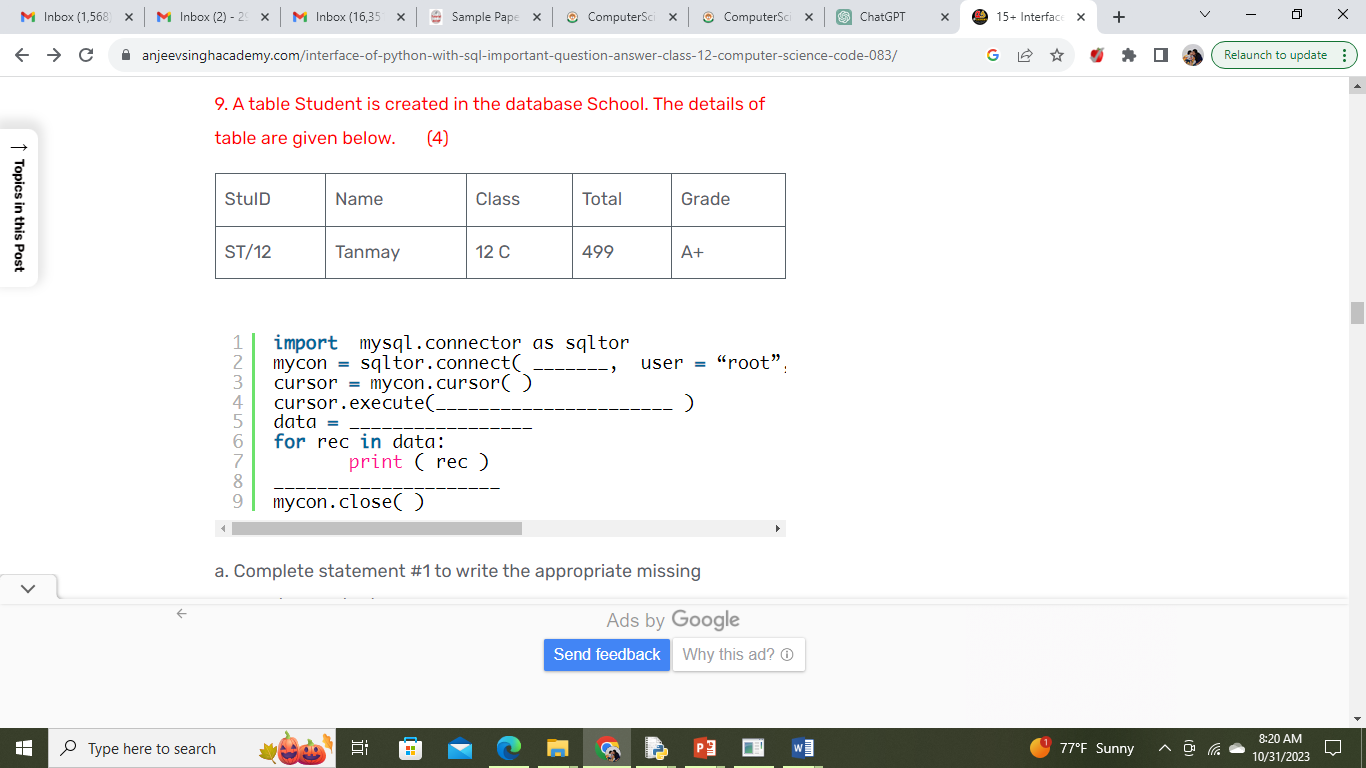 Inbox (1,568)
Inbox (2) - 25
Inbox (16,35
Sample Pape
ComputerSci
ComputerSci
ChatGPT
15+ Interfac
anjeevsinghacademy.com/interface-of-python-with-sql-important-question-answer-class-12-computer-science-code-083/
Relaunch to update
↑ Topics in this Post
9. A table Student is created in the database School. The details of
table are given below. (4)
StuID Name Class Total Grade
ST/12 Tanmay 12 C 499 A+
1 import mysql.connector as sqltor
2 mycon = sqltor.connect( _______, user = “root”,
3 cursor = mycon.cursor( )
4 cursor.execute(______________________ )
5 data = _________________
6 for rec in data:
7 print ( rec )
8 _____________________
9 mycon.close( )
a. Complete statement #1 to write the appropriate missing
Ads by Google
Send feedback
Why this ad?
Type here to search
1
77°F Sunny
8:20 AM
10/31/2023